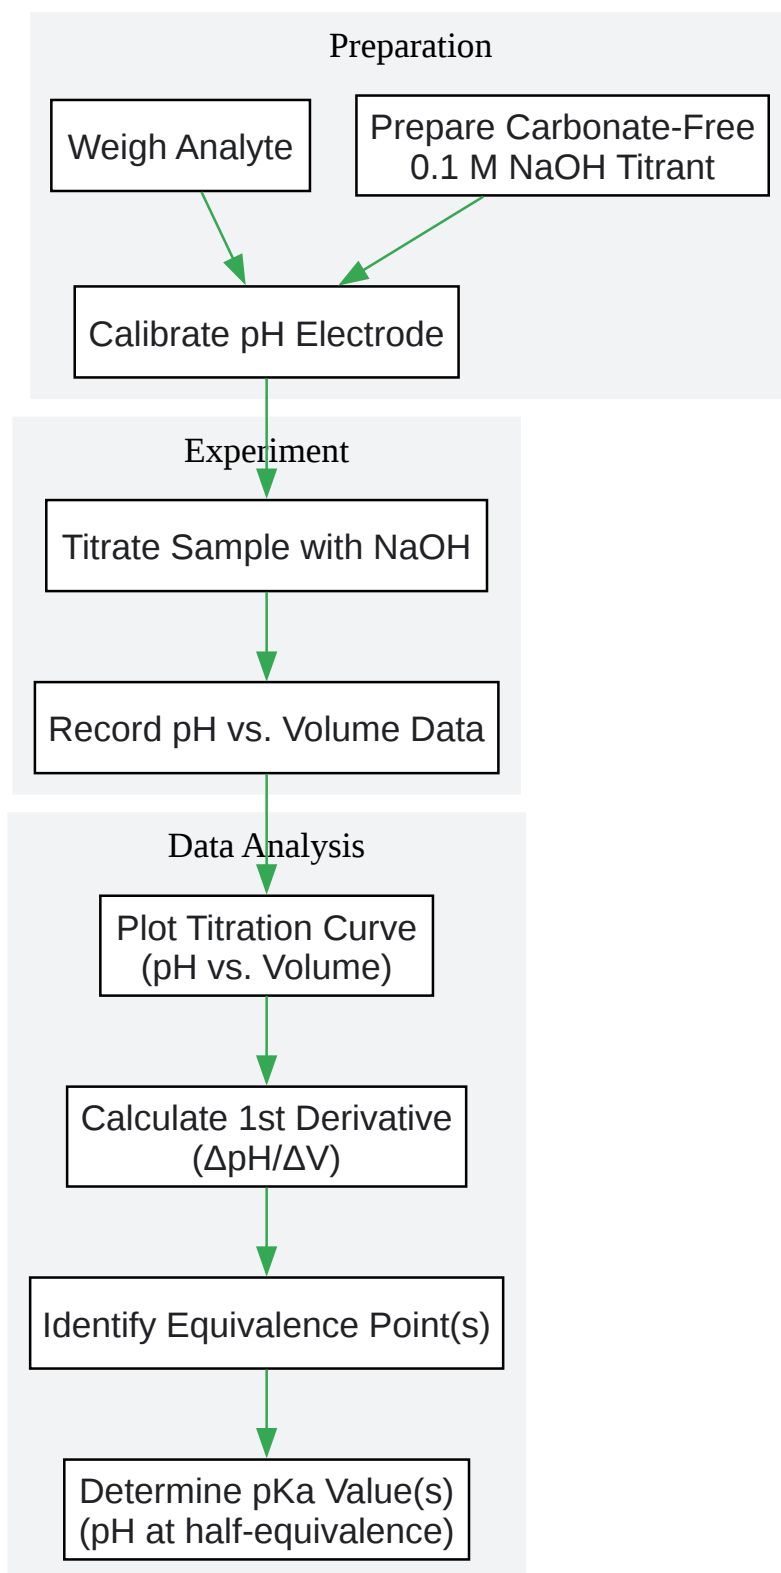 Preparation
Weigh Analyte
Prepare Carbonate-Free
0.1 M NaOH Titrant
Calibrate pH Electrode
Experiment
Titrate Sample with NaOH
Record pH vs. Volume Data
Data Analysis
Plot Titration Curve
(pH vs. Volume)
Calculate 1st Derivative
(ΔpH/ΔV)
Identify Equivalence Point(s)
Determine pKa Value(s)
(pH at half-equivalence)